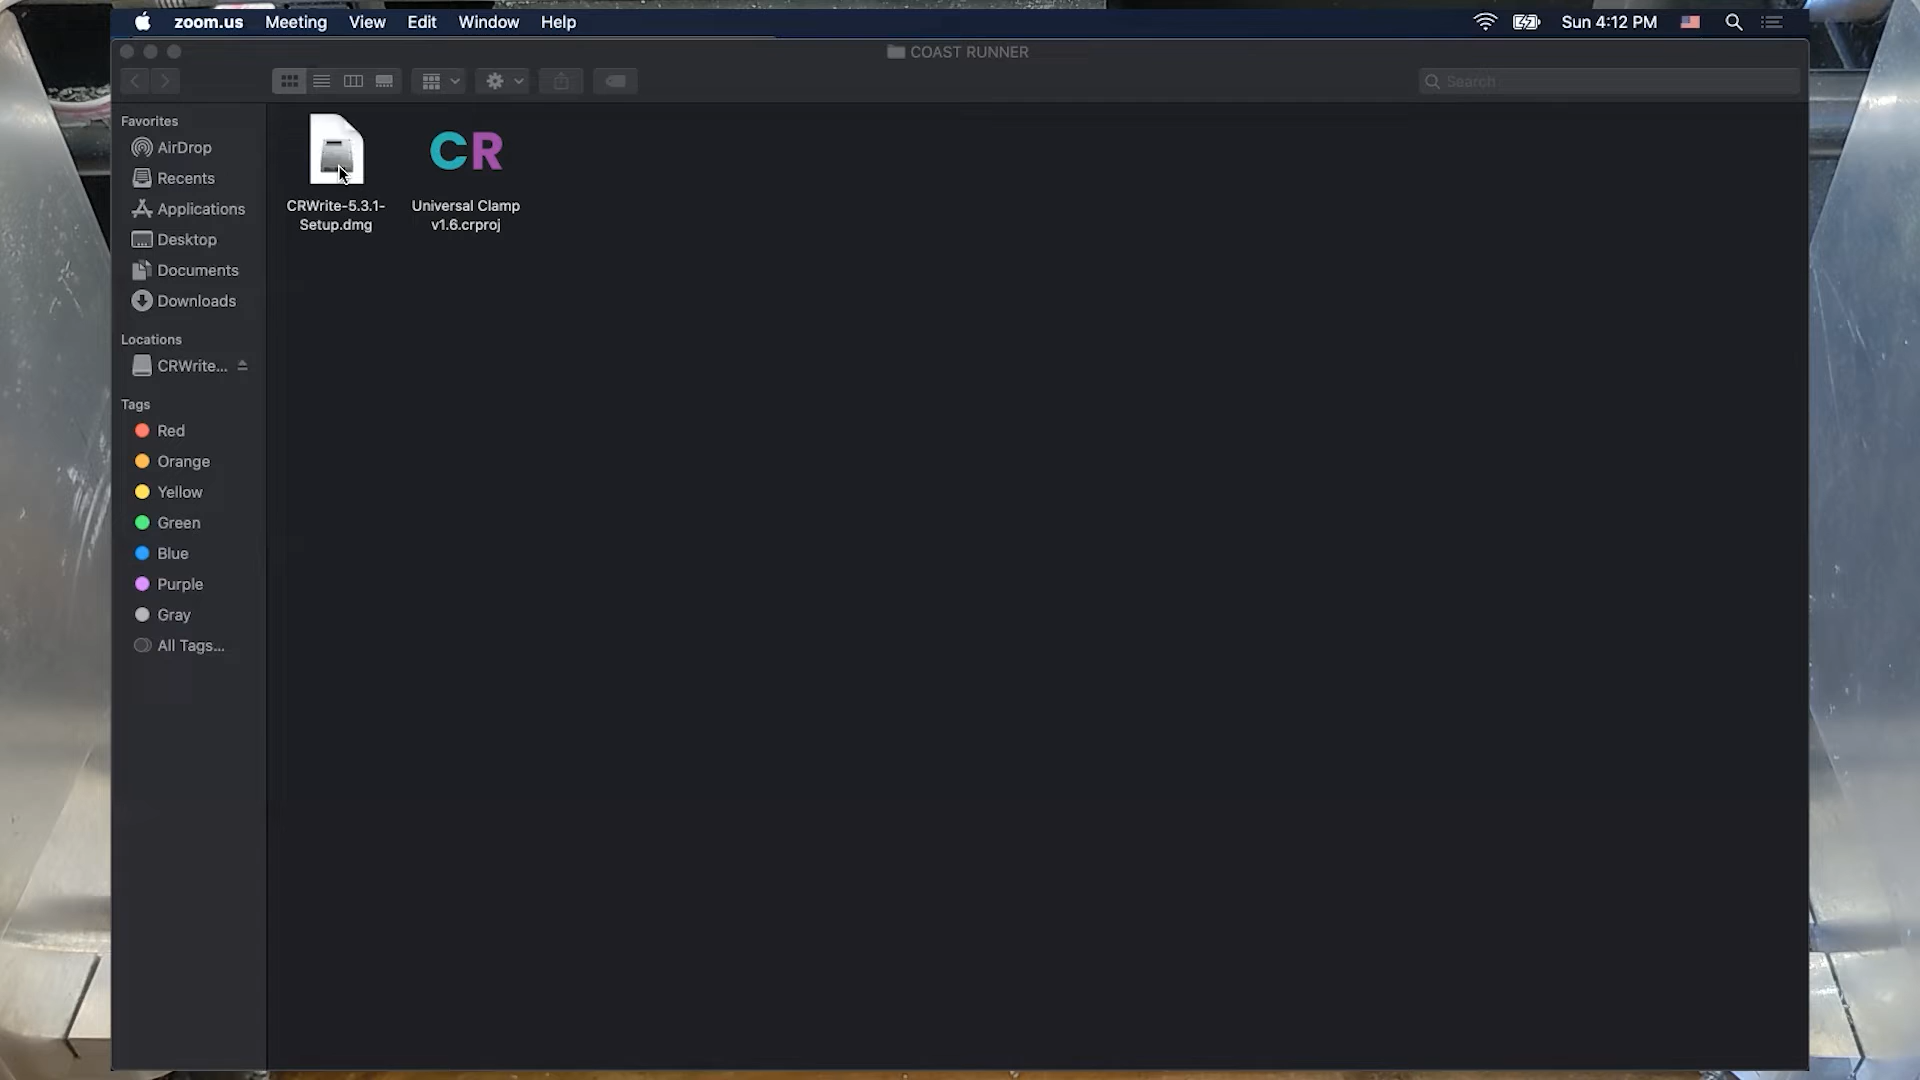 zoom.us Meeting View Edit Window Help Sun 4:12 PM
COAST RUNNER
Search
Favorites
AirDrop
Recents
Applications
Desktop
Documents
Downloads
Locations
CRWrite...
Tags
Red
Orange
Yellow
Green
Blue
Purple
Gray
All Tags...
CRWrite-5.3.1-
Setup.dmg
CR
Universal Clamp
v1.6.crproj